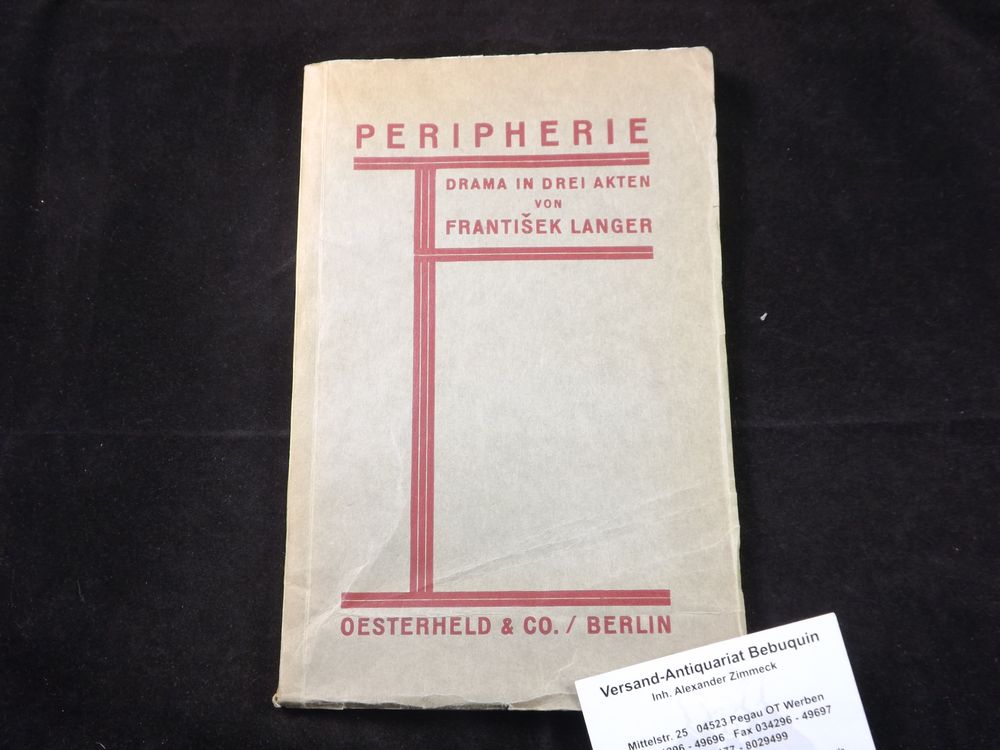 PERIPHERIE
DRAMA IN DREI AKTEN
VON
FRANTIŠEK LANGER
OESTERHELD & CO. / BERLIN
Versand-Antiquariat Bebuquin
Inh. Alexander Zimmeck
Mittelstr. 25 04523 Pegau OT Werben
- 49696 Fax 034296 - 49697
- 8029499